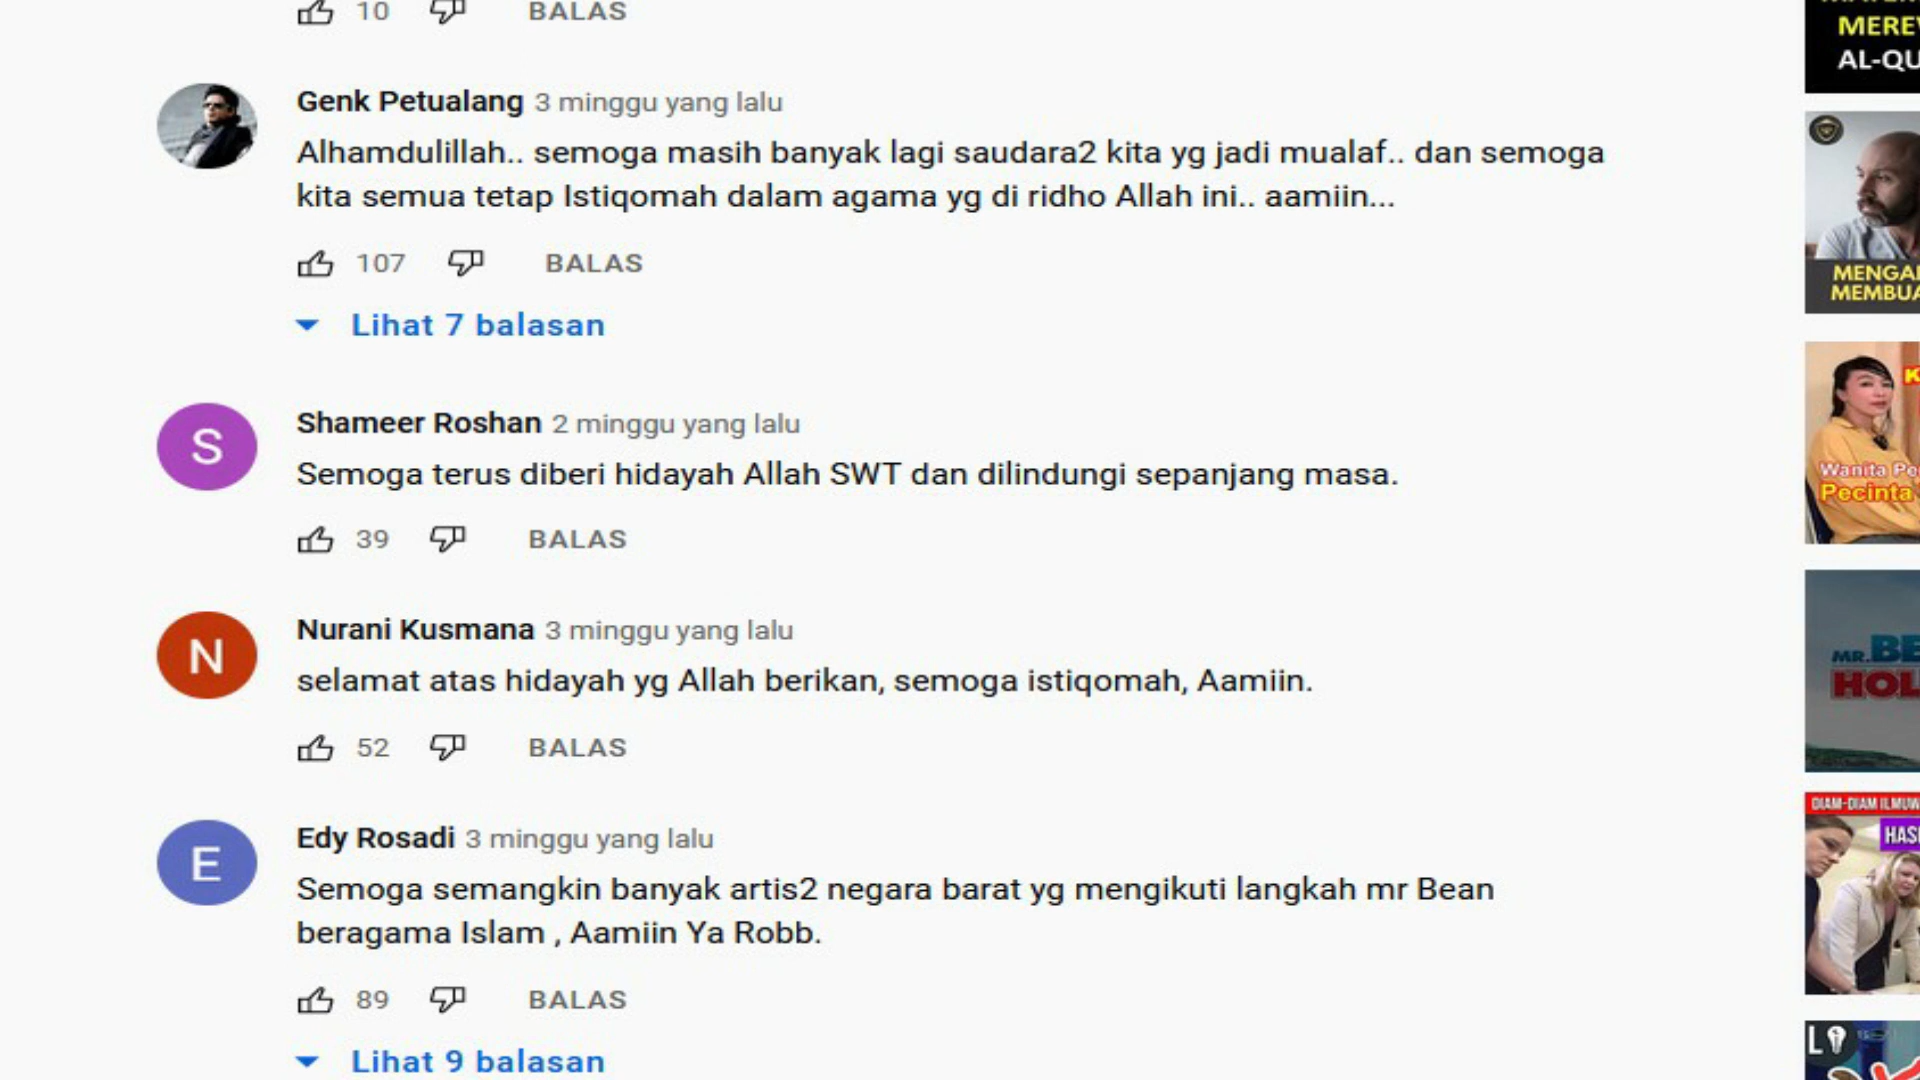 10 BALAS
Genk Petualang 3 minggu yang lalu
Alhamdulillah.. semoga masih banyak lagi saudara2 kita yg jadi mualaf.. dan semoga
kita semua tetap Istiqomah dalam agama yg di ridho Allah ini.. aamiin...
107 BALAS
Lihat 7 balasan
S
Shameer Roshan 2 minggu yang lalu
Semoga terus diberi hidayah Allah SWT dan dilindungi sepanjang masa.
39 BALAS
N
Nurani Kusmana 3 minggu yang lalu
selamat atas hidayah yg Allah berikan, semoga istiqomah, Aamiin.
52 BALAS
E
Edy Rosadi 3 minggu yang lalu
Semoga semangkin banyak artis2 negara barat yg mengikuti langkah mr Bean
beragama Islam , Aamiin Ya Robb.
89 BALAS
Lihat 9 balasan
MERE
AL-QU
MENGA
MEMBUA
K
Wanita Pe
Pecinta
MR.BE
HOL
DIAM-DIAM ILMUW
HAS
L